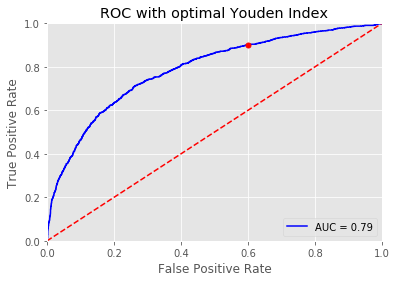 ROC with optimal Youden Index
1.0
0.8
0.6
0.4
0.2
0.0
True Positive Rate
AUC = 0.79
0.0 0.2 0.4 0.6 0.8 1.0
False Positive Rate